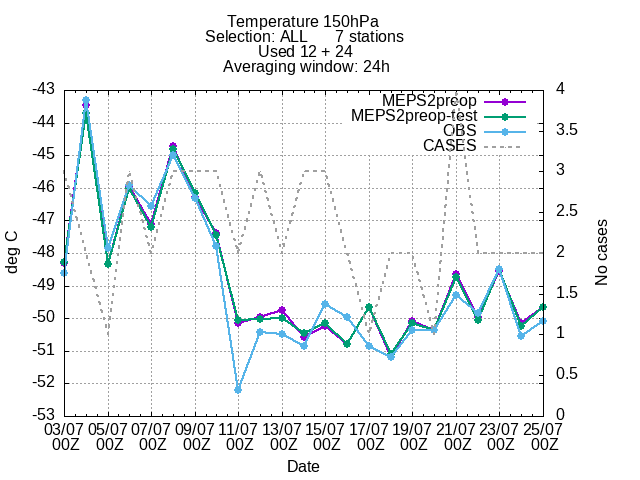 Temperature 150hPa
Selection: ALL 7 stations
Used 12 + 24
Averaging window: 24h
MEPS2preop
MEPS2preop-test
OBS
CASES
-43
-44
-45
-46
-47
-48
-49
-50
-51
-52
-53
deg C
4
3.5
3
2.5
2
1.5
1
0.5
0
No cases
03/07 05/07 07/07 09/07 11/07 13/07 15/07 17/07 19/07 21/07 23/07 25/07
00Z 00Z 00Z 00Z 00Z 00Z 00Z 00Z 00Z 00Z 00Z 00Z
Date